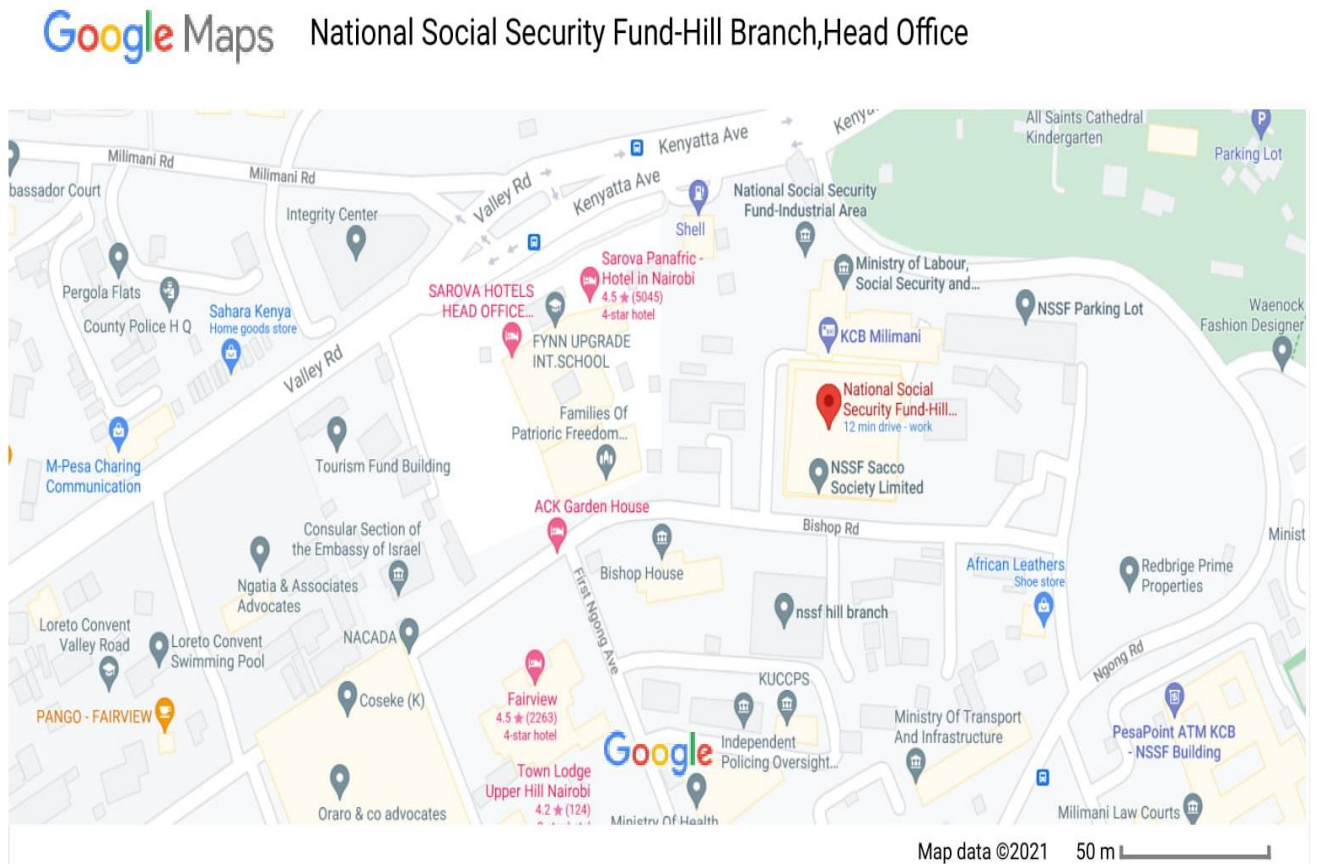 Google Maps National Social Security Fund-Hill Branch,Head Office
Kenya
All Saints Cathedral
Kindergarten
Kenyatta Ave
Parking Lot
Milimani Rd
Milimani Rd
bassador Court
Valley Rd
Kenyatta Ave
National Social Security
Fund-Industrial Area
Integrity Center
Shell
Sarova Panafric -
Hotel in Nairobi
4.5 ★ (5045)
4-star hotel
Ministry of Labour,
Social Security and...
Pergola Flats
County Police H Q
Sahara Kenya
Home goods store
SAROVA HOTELS
HEAD OFFICE...
NSSF Parking Lot
Waenock
Fashion Designer
FYNN UPGRADE
INT.SCHOOL
KCB Milimani
Valley Rd
National Social
Security Fund-Hill...
12 min drive - work
Families Of
Patrioric Freedom...
M-Pesa Charing
Communication
Tourism Fund Building
NSSF Sacco
Society Limited
ACK Garden House
Bishop Rd
Consular Section of
the Embassy of Israel
Minist
Ngatia & Associates
Advocates
Bishop House
First Ngong Ave
African Leathers
Shoe store
Redbrige Prime
Properties
nssf hill branch
Loreto Convent
Valley Road
Loreto Convent
Swimming Pool
NACADA
Ngong Rd
KUCCPS
Coseke (K)
Fairview
4.5 ★ (2263)
4-star hotel
PANGO - FAIRVIEW
Google
Independent
Policing Oversight...
Ministry Of Transport
And Infrastructure
PesaPoint ATM KCB
- NSSF Building
Town Lodge
Upper Hill Nairobi
4.2 ★ (124)
Oraro & co advocates
Ministry Of Health
Milimani Law Courts
Map data ©2021 50 m